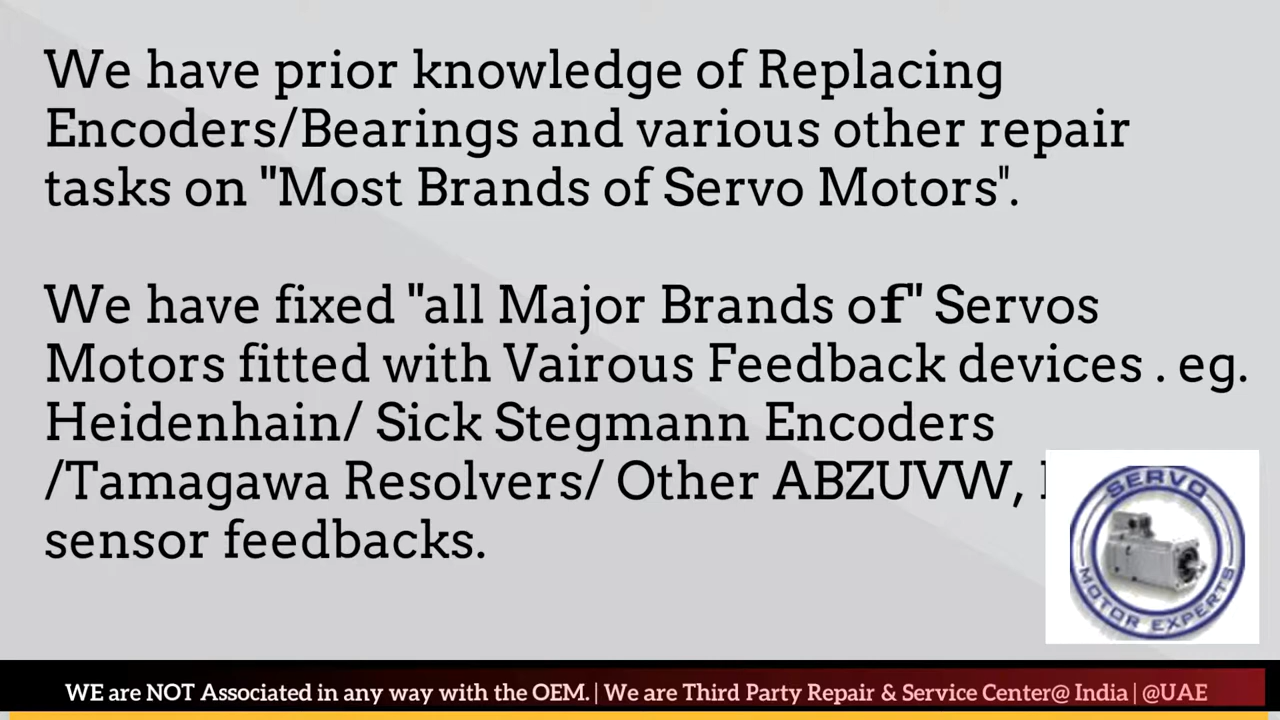 We have prior knowledge of Replacing
Encoders/Bearings and various other repair
tasks on "Most Brands of Servo Motors".
We have fixed "all Major Brands of" Servos
Motors fitted with Vairous Feedback devices . eg.
Heidenhain/ Sick Stegmann Encoders
/Tamagawa Resolvers/ Other ABZUVW,
sensor feedbacks.
SERVO
MOTOR EXPERTS
WE are NOT Associated in any way with the OEM. | We are Third Party Repair & Service Center@ India | @UAE